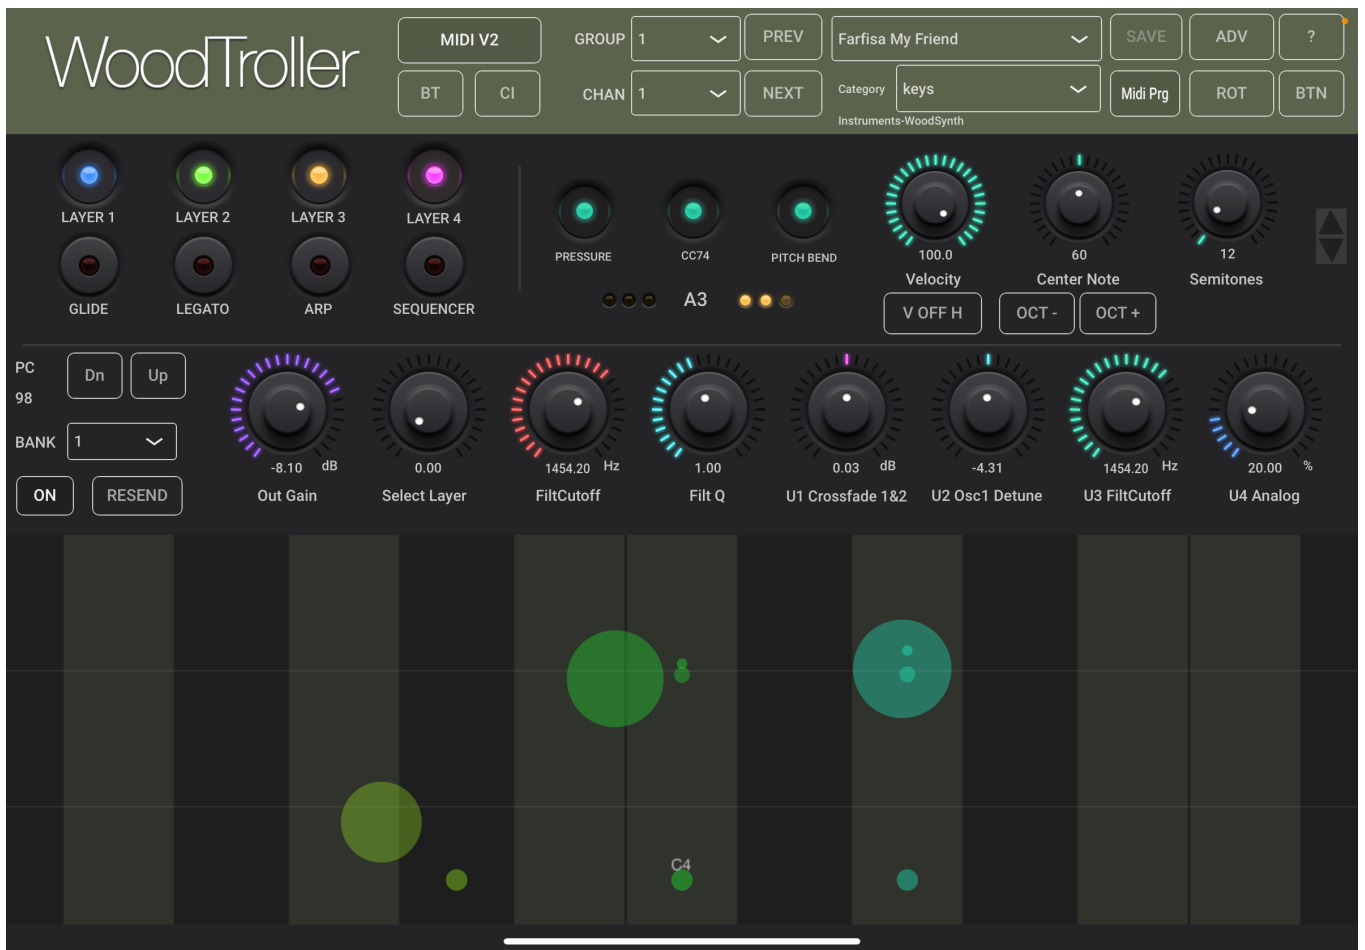 WoodTroller
MIDI V2
GROUP 1
PREV
Farfisa My Friend
SAVE
ADV
?
BT
CI
CHAN 1
NEXT
Category keys
Midi Prg
ROT
BTN
Instruments-WoodSynth
LAYER 1
LAYER 2
LAYER 3
LAYER 4
GLIDE
LEGATO
ARP
SEQUENCER
PRESSURE
CC74
PITCH BEND
A3
100.0
60
12
Velocity
Center Note
Semitones
V OFF H
OCT -
OCT +
PC
98
Dn
Up
BANK 1
ON
RESEND
-8.10 dB
0.00
1454.20 Hz
1.00
0.03 dB
-4.31
1454.20 Hz
20.00 %
Out Gain
Select Layer
FiltCutoff
Filt Q
U1 Crossfade 1&2
U2 Osc1 Detune
U3 FiltCutoff
U4 Analog
C4